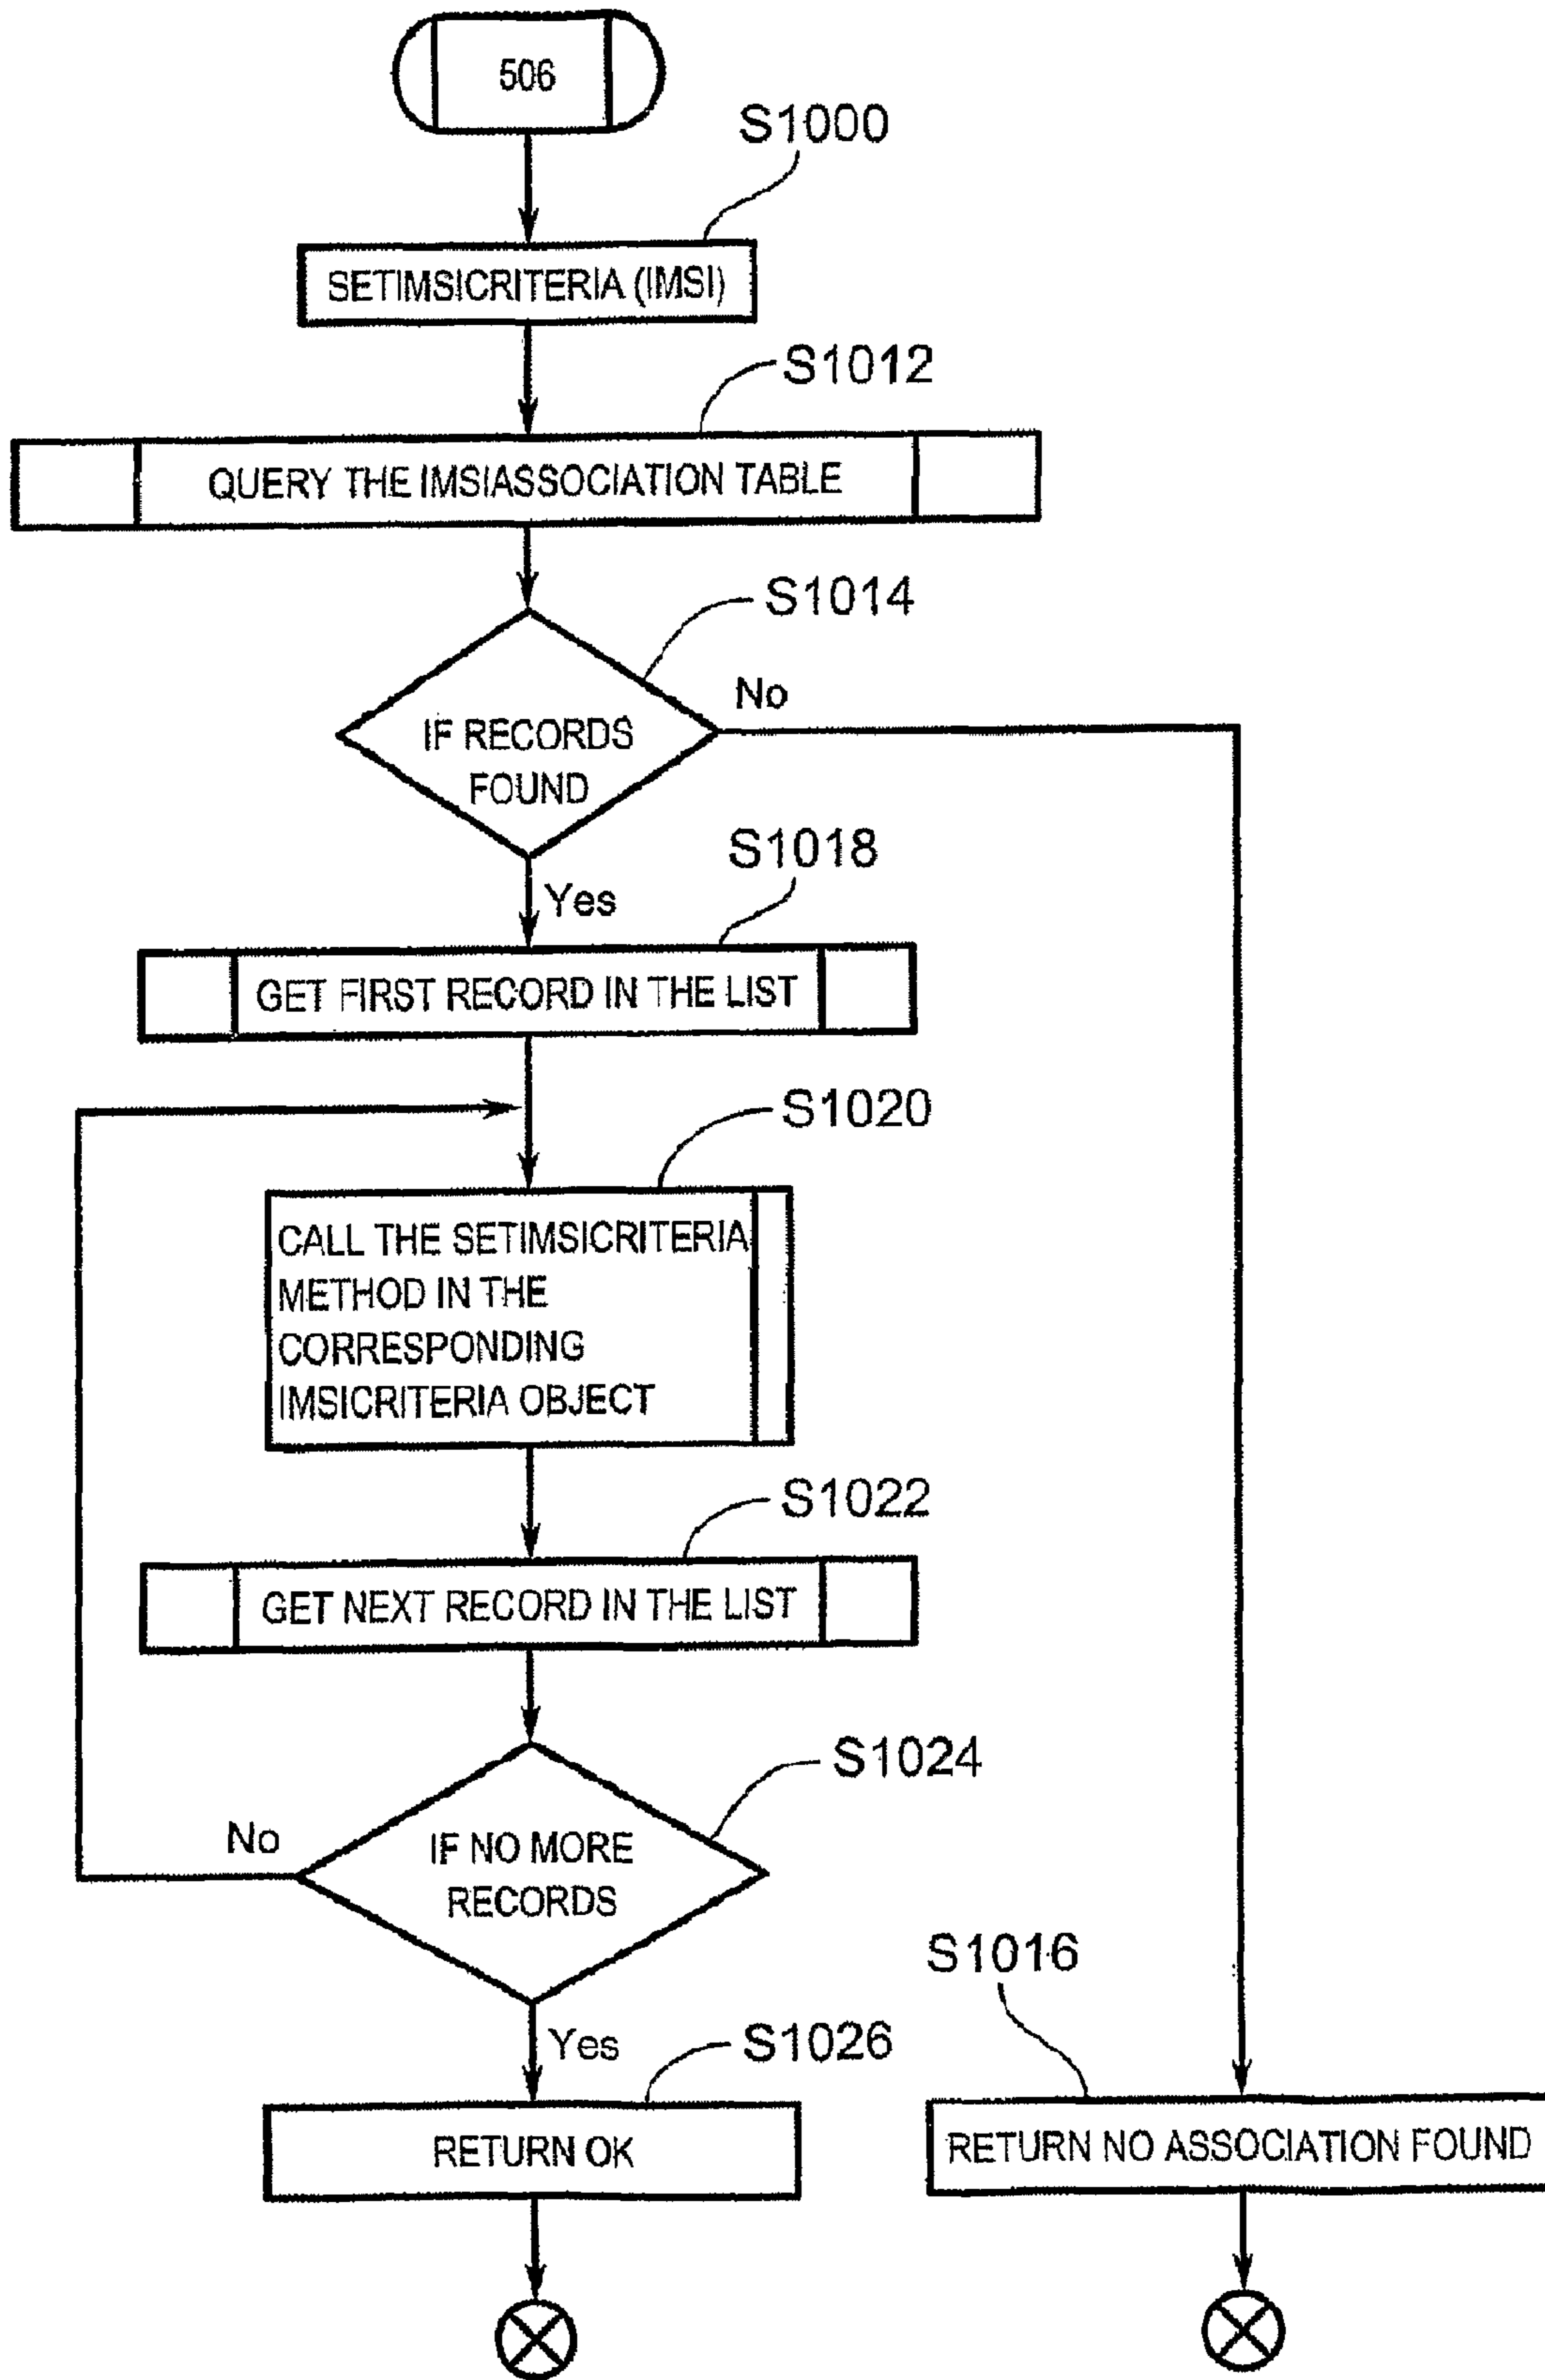 506
S1000
SETIMSICRITERIA (IMSI)
S1012
QUERY THE IMSIASSOCIATION TABLE
S1014
No
IF RECORDS
FOUND
S1018
Yes
GET FIRST RECORD IN THE LIST
S1020
CALL THE SETIMSICRITERIA
METHOD IN THE
CORRESPONDING
IMSICRITERIA OBJECT
S1022
GET NEXT RECORD IN THE LIST
S1024
No
IF NO MORE
RECORDS
S1016
Yes
S1026
RETURN OK
RETURN NO ASSOCIATION FOUND